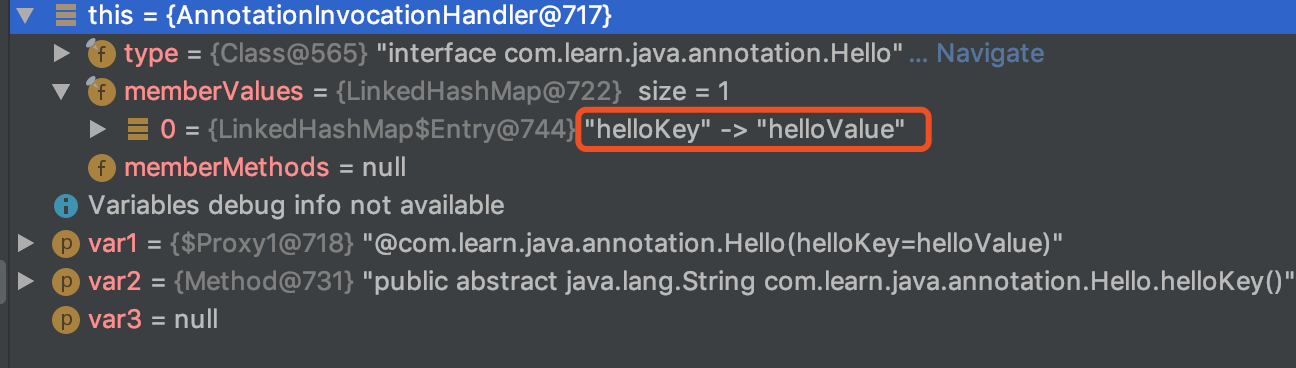 this = {AnnotationInvocationHandler@717}
f type = {Class@565} "interface com.learn.java.annotation.Hello" ... Navigate
f memberValues = {LinkedHashMap@722} size = 1
0 = {LinkedHashMap$Entry@744} "helloKey" -> "helloValue"
f memberMethods = null
i Variables debug info not available
p var1 = {$Proxy1@718} "@com.learn.java.annotation.Hello(helloKey=helloValue)"
p var2 = {Method@731} "public abstract java.lang.String com.learn.java.annotation.Hello.helloKey()"
p var3 = null